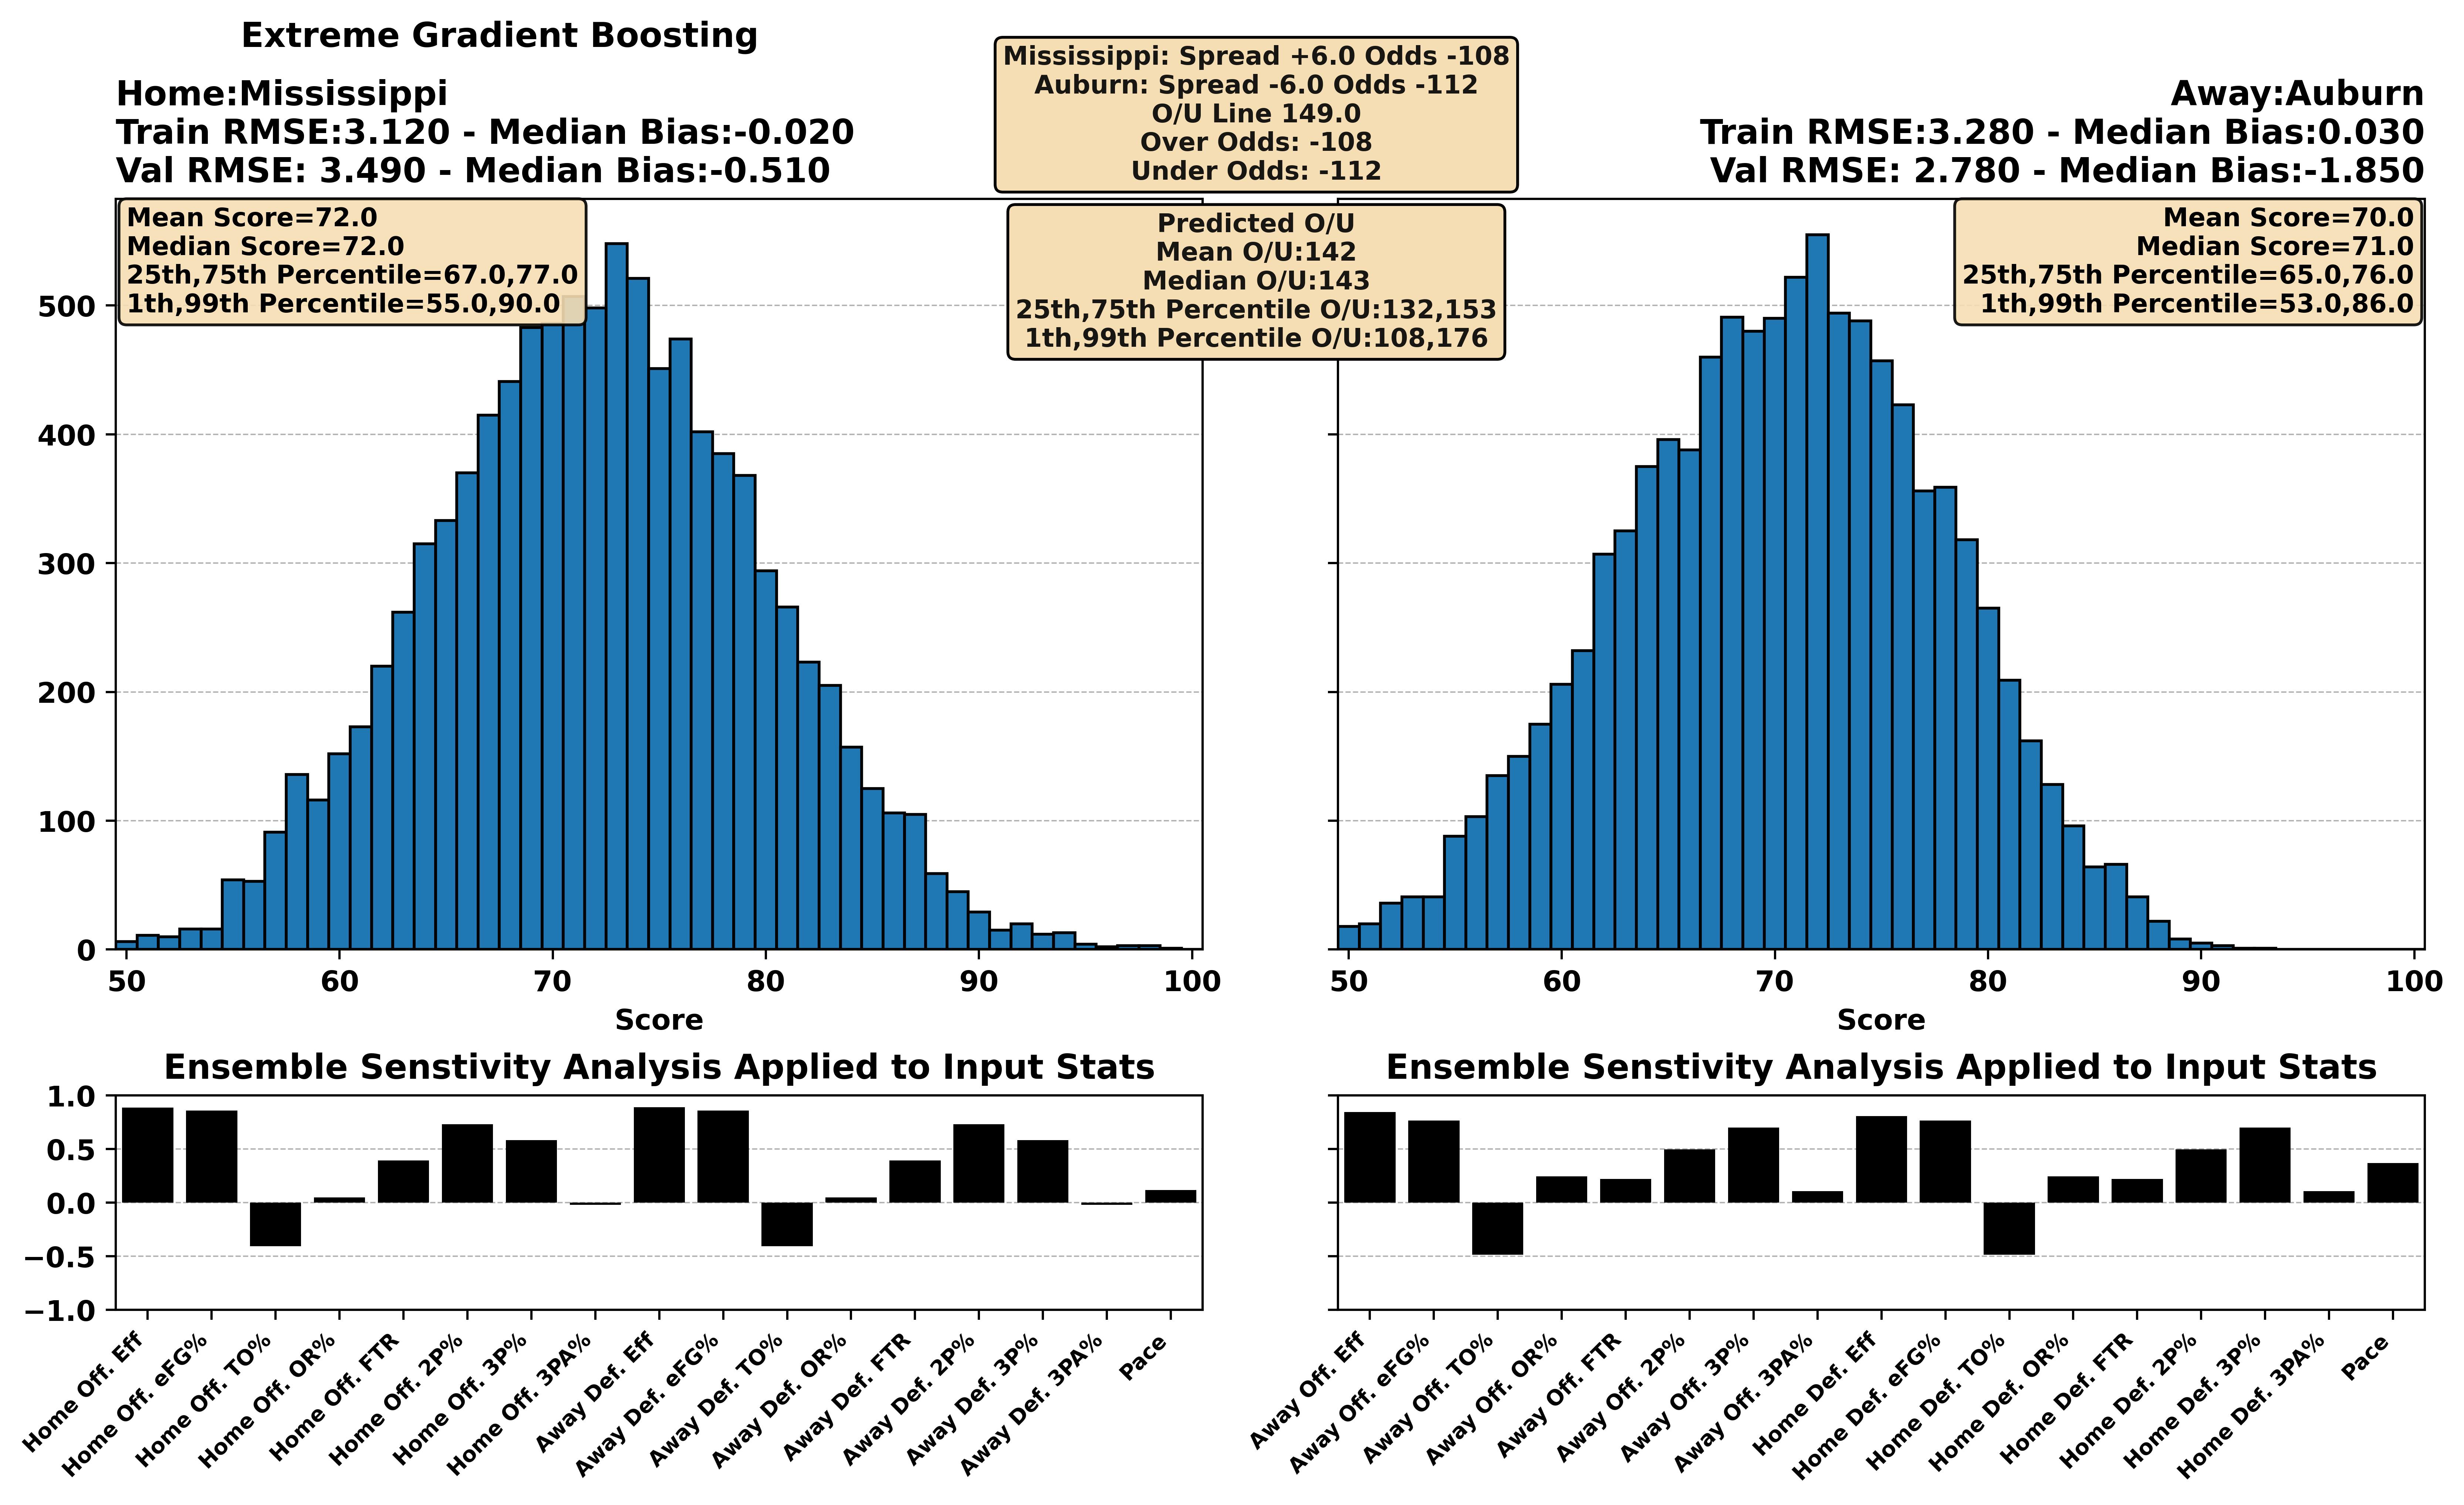 Extreme Gradient Boosting
Home:Mississippi
Train RMSE:3.120 - Median Bias:-0.020
Val RMSE: 3.490 - Median Bias:-0.510
Mississippi: Spread +6.0 Odds -108
Auburn: Spread -6.0 Odds -112
O/U Line 149.0
Over Odds: -108
Under Odds: -112
Away:Auburn
Train RMSE:3.280 - Median Bias:0.030
Val RMSE: 2.780 - Median Bias:-1.850
Mean Score=72.0
Median Score=72.0
25th,75th Percentile=67.0,77.0
1th,99th Percentile=55.0,90.0
Predicted O/U
Mean O/U:142
Median O/U:143
25th,75th Percentile O/U:132,153
1th,99th Percentile O/U:108,176
Mean Score=70.0
Median Score=71.0
25th,75th Percentile=65.0,76.0
1th,99th Percentile=53.0,86.0
500
400
300
200
100
0
50 60 70 80 90 100
Score
50 60 70 80 90 100
Score
Ensemble Senstivity Analysis Applied to Input Stats
1.0
0.5
0.0
−0.5
−1.0
Home Off. Eff
Home Off. eFG%
Home Off. TO%
Home Off. OR%
Home Off. FTR
Home Off. 2P%
Home Off. 3P%
Home Off. 3PA%
Away Def. Eff
Away Def. eFG%
Away Def. TO%
Away Def. OR%
Away Def. FTR
Away Def. 2P%
Away Def. 3P%
Away Def. 3PA%
Pace
Ensemble Senstivity Analysis Applied to Input Stats
Away Off. Eff
Away Off. eFG%
Away Off. TO%
Away Off. OR%
Away Off. FTR
Away Off. 2P%
Away Off. 3P%
Away Off. 3PA%
Home Def. Eff
Home Def. eFG%
Home Def. TO%
Home Def. OR%
Home Def. FTR
Home Def. 2P%
Home Def. 3P%
Home Def. 3PA%
Pace